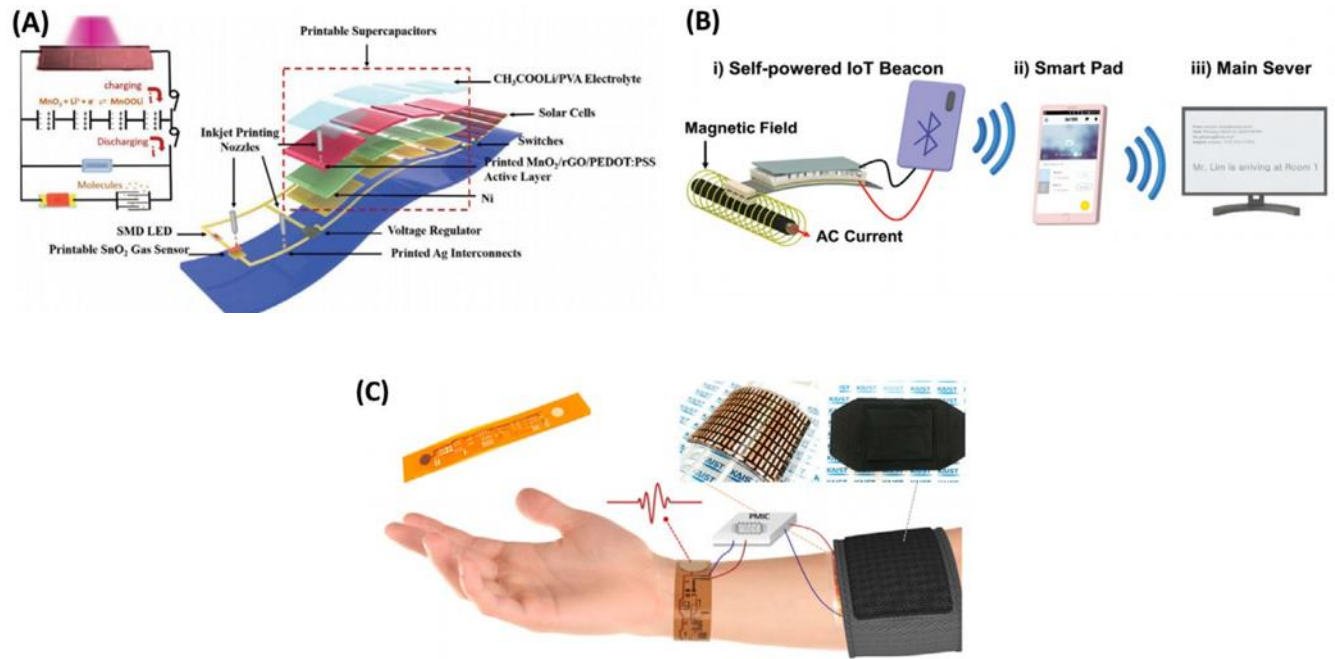 (A)
Printable Supercapacitors
CH₃COOLi/PVA Electrolyte
charging
MnO₂ + Li⁺ + e⁻ ⇌ MnOOLi
Solar Cells
Inkjet Printing
Nozzles
Switches
Discharging
Printed MnO₂/rGO/PEDOT:PSS
Active Layer
Molecules
Ni
SMD LED
Voltage Regulator
Printable SnO₂ Gas Sensor
Printed Ag Interconnects
(B)
i) Self-powered IoT Beacon
ii) Smart Pad
iii) Main Sever
Magnetic Field
Mr. Lim is arriving at Room 1
AC Current
(C)
KAIST
KAIST
PMIC